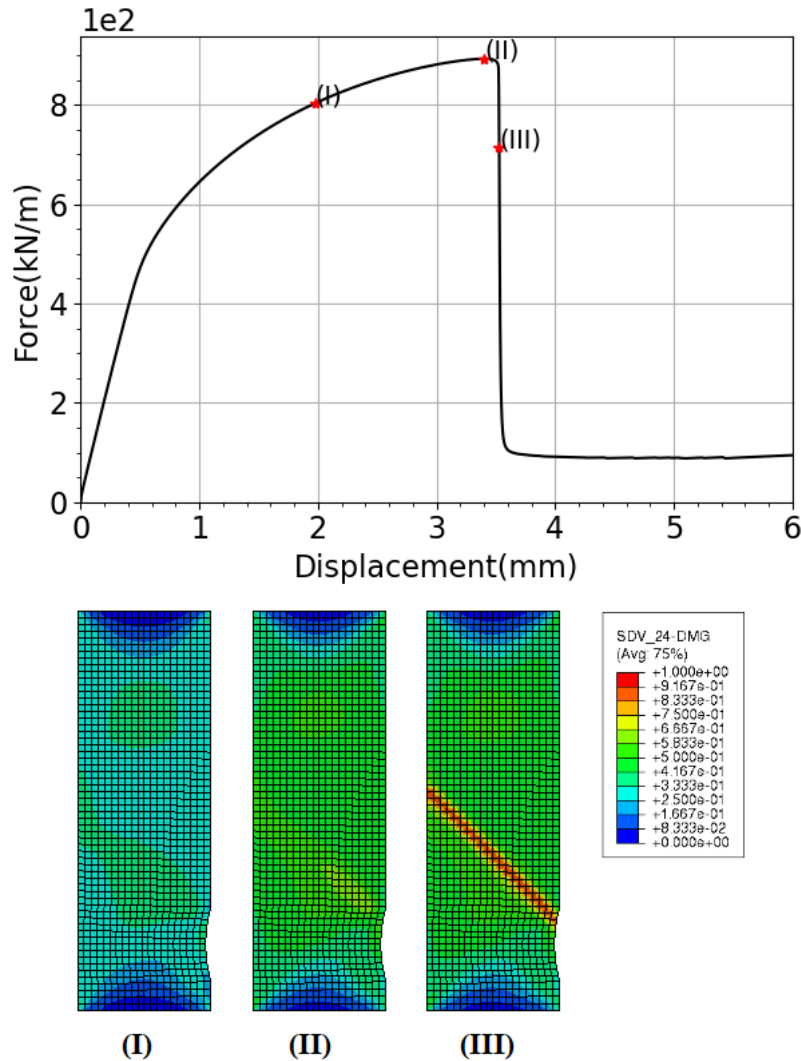 1e2
(II)
8
(I)
(III)
6
Force(kN/m)
4
2
0
0 1 2 3 4 5 6
Displacement(mm)
SDV_24-DMG
(Avg: 75%)
+1.000e+00
+9.167e-01
+8.333e-01
+7.500e-01
+6.667e-01
+5.833e-01
+5.000e-01
+4.167e-01
+3.333e-01
+2.500e-01
+1.667e-01
+8.333e-02
+0.000e+00
(I) (II) (III)